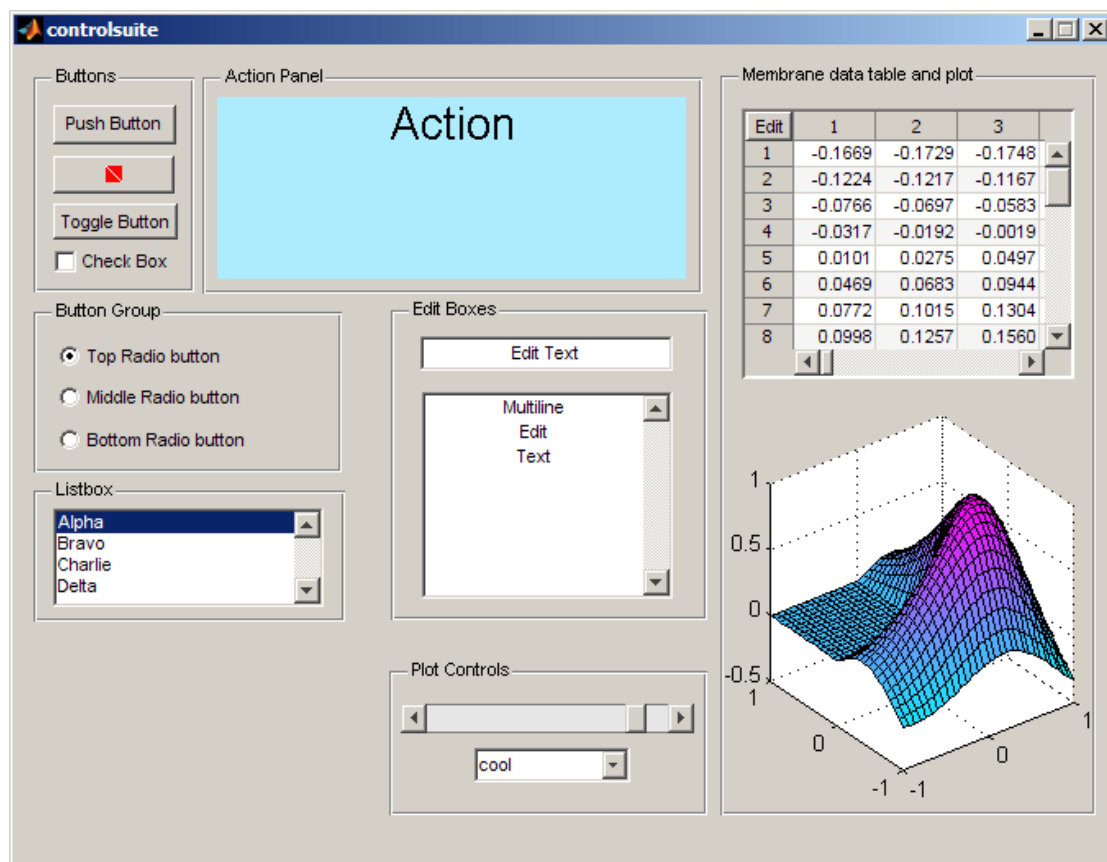 controlsuite
Buttons
Push Button
Toggle Button
Check Box
Action Panel
Action
Button Group
Top Radio button
Middle Radio button
Bottom Radio button
Listbox
Alpha
Bravo
Charlie
Delta
Edit Boxes
Edit Text
Multiline
Edit
Text
Plot Controls
cool
Membrane data table and plot
Edit 1 2 3
1 -0.1669 -0.1729 -0.1748
2 -0.1224 -0.1217 -0.1167
3 -0.0766 -0.0697 -0.0583
4 -0.0317 -0.0192 -0.0019
5 0.0101 0.0275 0.0497
6 0.0469 0.0683 0.0944
7 0.0772 0.1015 0.1304
8 0.0998 0.1257 0.1560
1
0.5
0
-0.5
1
0
-1
-1
0
1